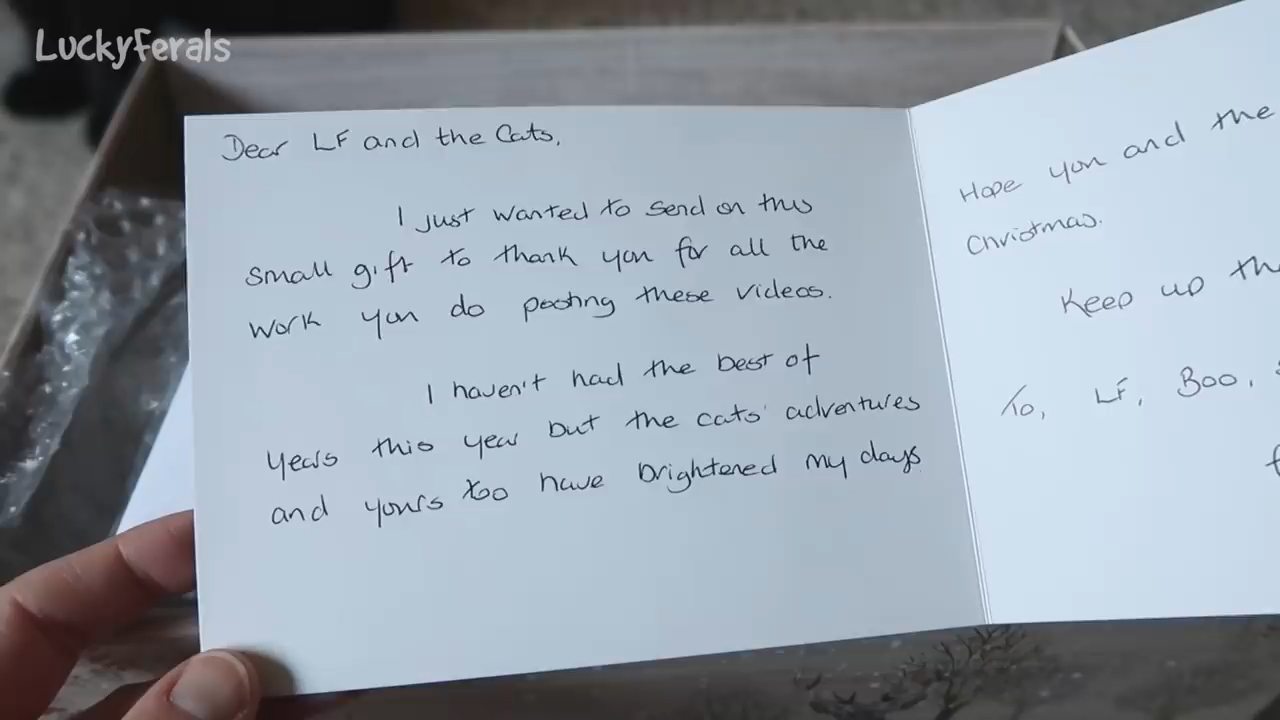 LuckyFerals
Dear LF and the Cats,
I just wanted to send on this
small gift to thank you for all the
work you do posting these videos.
I haven't had the best of
years this year but the cats' adventures
and yours too have brightened my days
Hope you and the
Christmas.
Keep up the
To, LF, Boo,